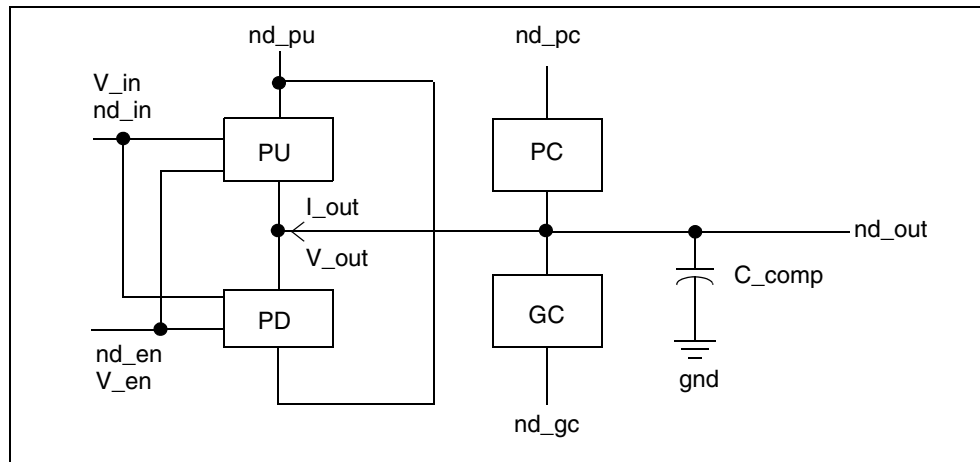 nd_pu
nd_pc
V_in
nd_in
PU
PC
I_out
V_out
nd_out
C_comp
PD
GC
nd_en
V_en
gnd
nd_gc